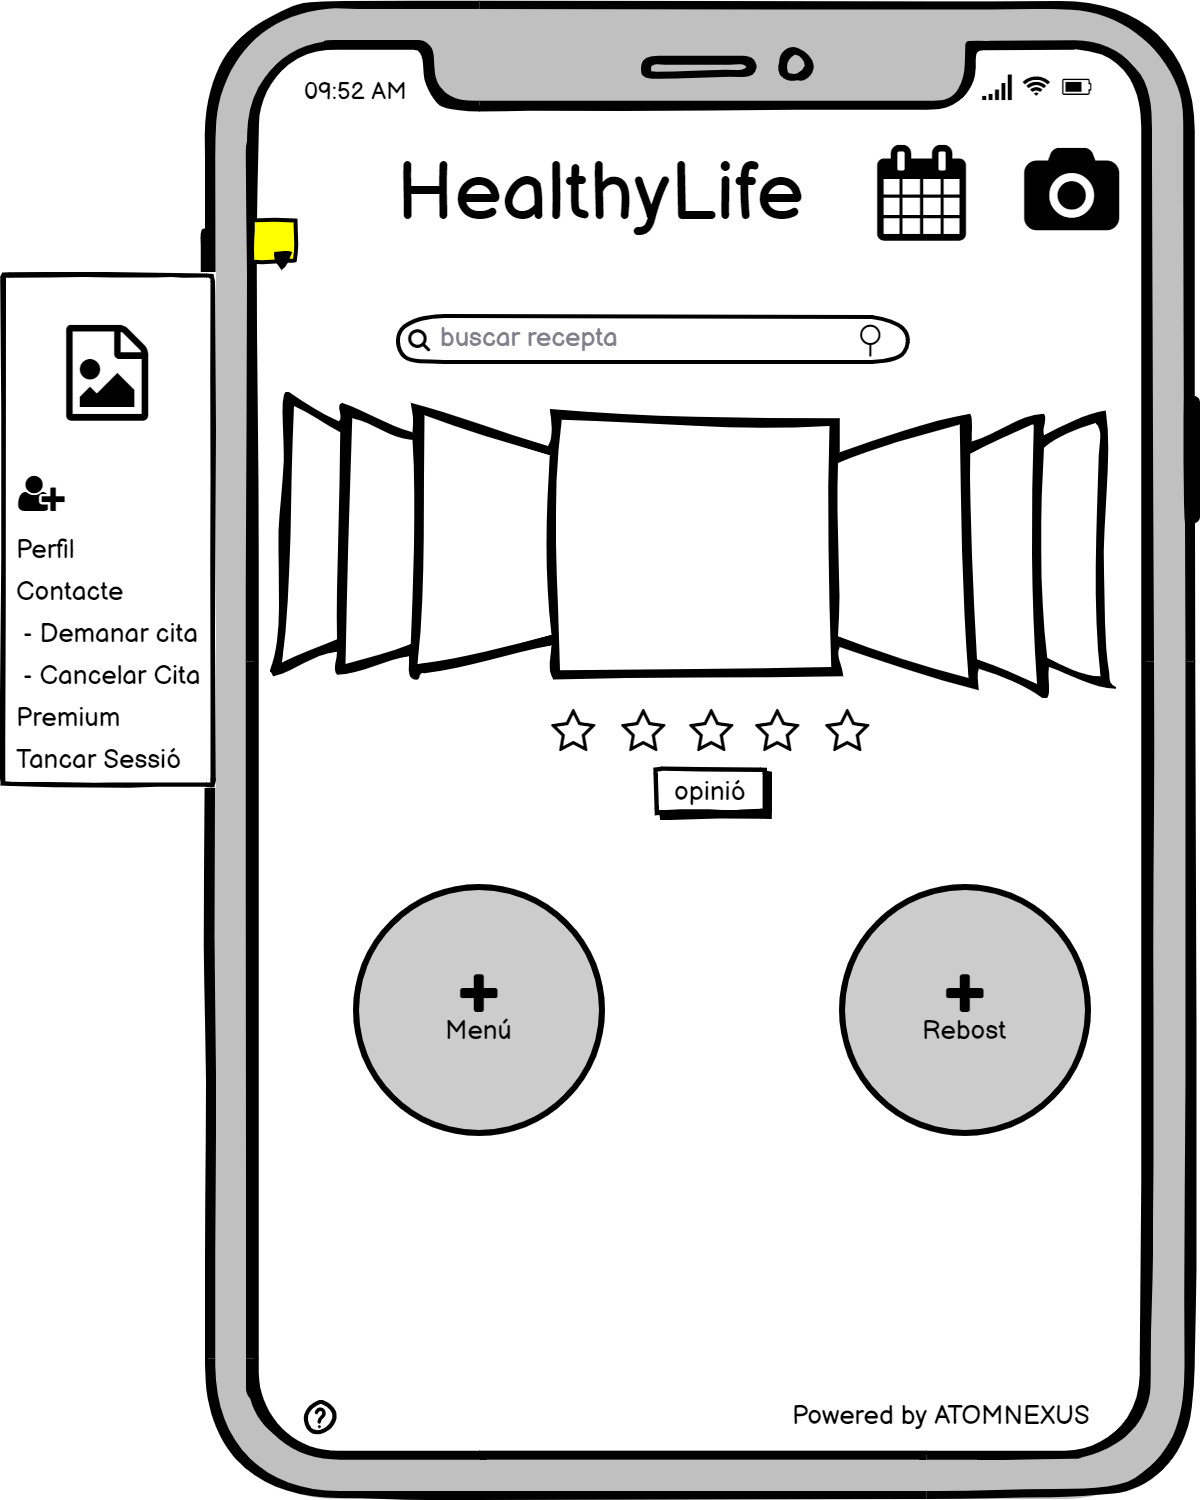 09:52 AM
HealthyLife
buscar recepta
Perfil
Contacte
- Demanar cita
- Cancelar Cita
Premium
Tancar Sessió
opinió
Menú
Rebost
?
Powered by ATOMNEXUS